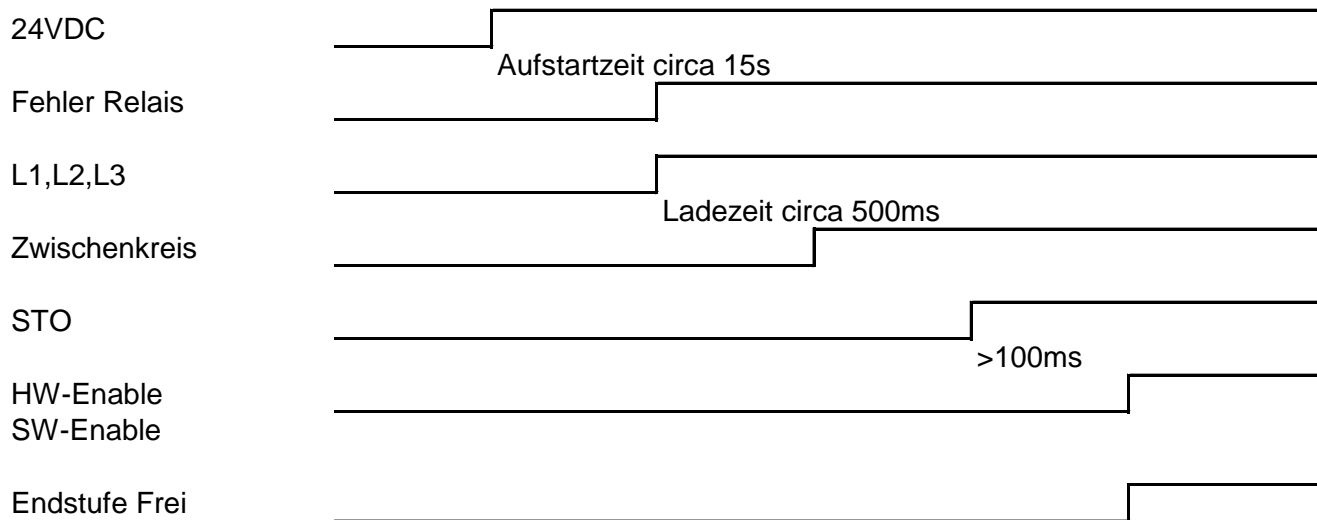 24VDC
Aufstartzeit circa 15s
Fehler Relais
L1,L2,L3
Ladezeit circa 500ms
Zwischenkreis
STO
>100ms
HW-Enable
SW-Enable
Endstufe Frei